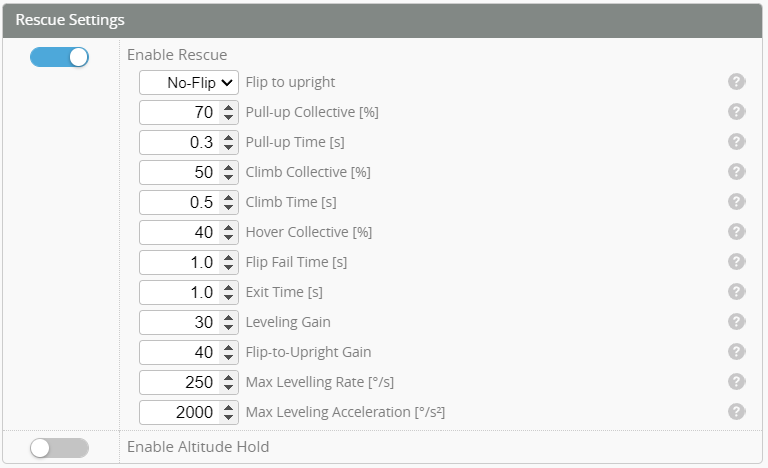 Rescue Settings
Enable Rescue
No-Flip Flip to upright ?
70 Pull-up Collective [%] ?
0.3 Pull-up Time [s] ?
50 Climb Collective [%] ?
0.5 Climb Time [s] ?
40 Hover Collective [%] ?
1.0 Flip Fail Time [s] ?
1.0 Exit Time [s] ?
30 Leveling Gain ?
40 Flip-to-Upright Gain ?
250 Max Levelling Rate [°/s] ?
2000 Max Leveling Acceleration [°/s²] ?
Enable Altitude Hold